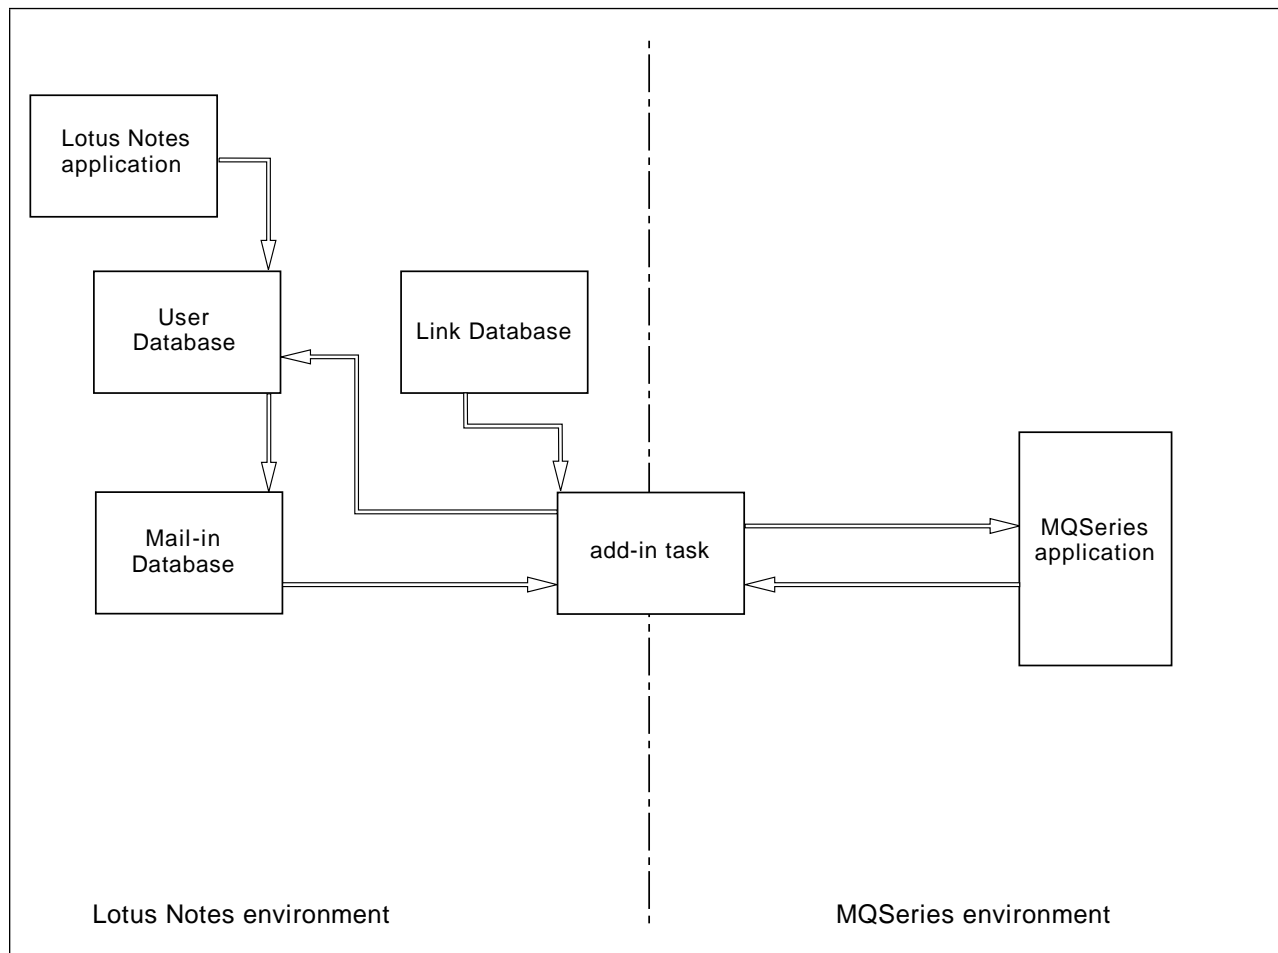 Lotus Notes
application
User
Database
Link Database
Mail-in
Database
add-in task
MQSeries
application
Lotus Notes environment
MQSeries environment